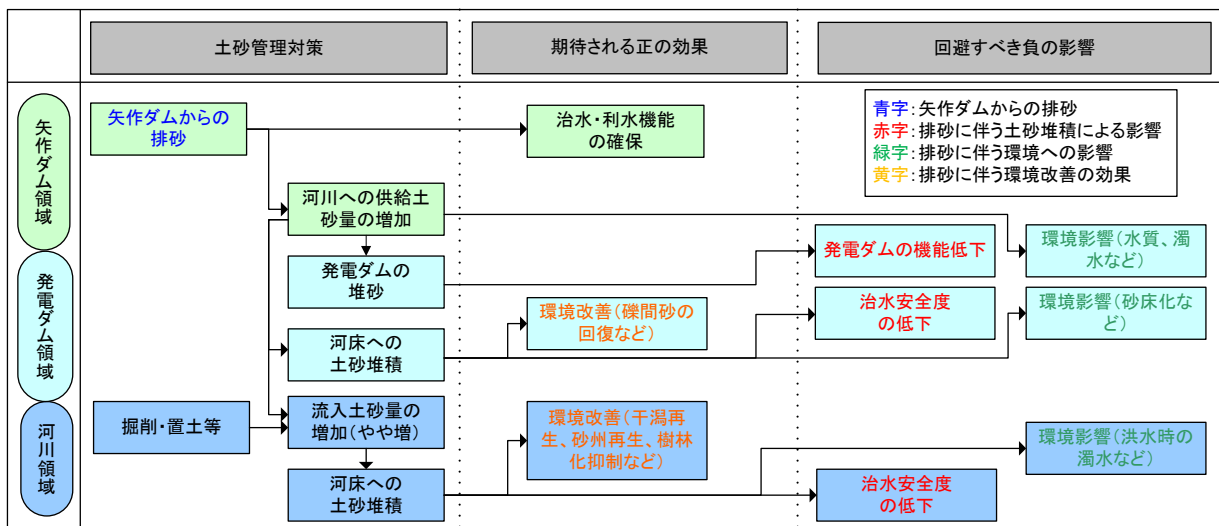 土砂管理対策
期待される正の効果
回避すべき負の影響
矢作ダム領域
矢作ダムからの
排砂
治水・利水機能
の確保
青字：矢作ダムからの排砂
赤字：排砂に伴う土砂堆積による影響
緑字：排砂に伴う環境への影響
黄字：排砂に伴う環境改善の効果
河川への供給土
砂量の増加
発電ダム領域
発電ダムの
堆砂
発電ダムの機能低下
環境影響（水質、濁
水など）
河床への
土砂堆積
環境改善（礫間砂の
回復など）
治水安全度
の低下
環境影響（砂床化な
ど）
河川領域
掘削・置土等
流入土砂量の
増加（やや増）
環境改善（干潟再
生、砂州再生、樹林
化抑制など）
環境影響（洪水時の
濁水など）
河床への
土砂堆積
治水安全度
の低下